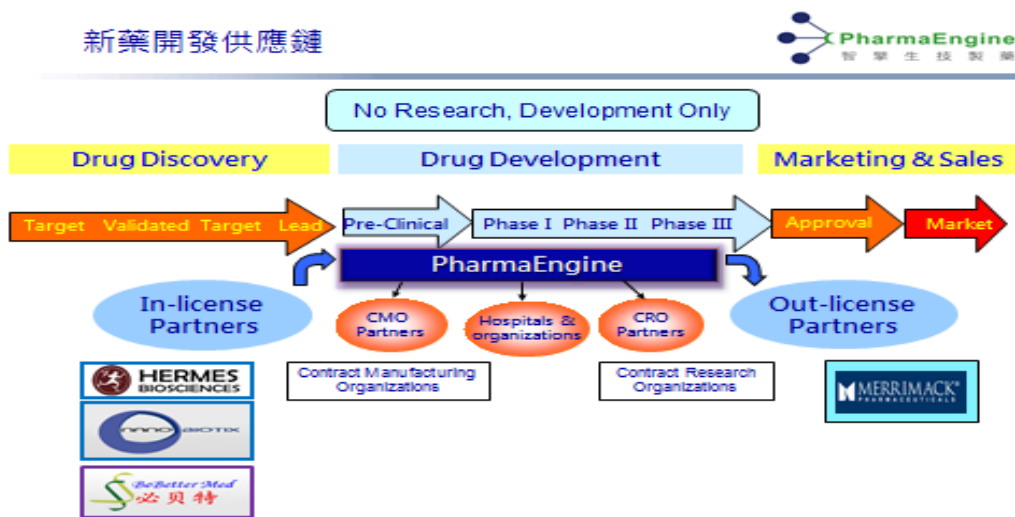 新藥開發供應鏈
PharmaEngine
智擎生技製藥
No Research, Development Only
Drug Discovery
Drug Development
Marketing & Sales
Target Validated Target Lead
Pre-Clinical
Phase I Phase II Phase III
Approval
Market
PharmaEngine
In-license
Partners
CMO
Partners
Hospitals &
organizations
CRO
Partners
Out-license
Partners
Contract Manufacturing
Organizations
Contract Research
Organizations
HERMES
BIOSCIENCES
NANOBIOTIX
MERRIMACK®
PHARMACEUTICALS
BeBetter Med
必贝特